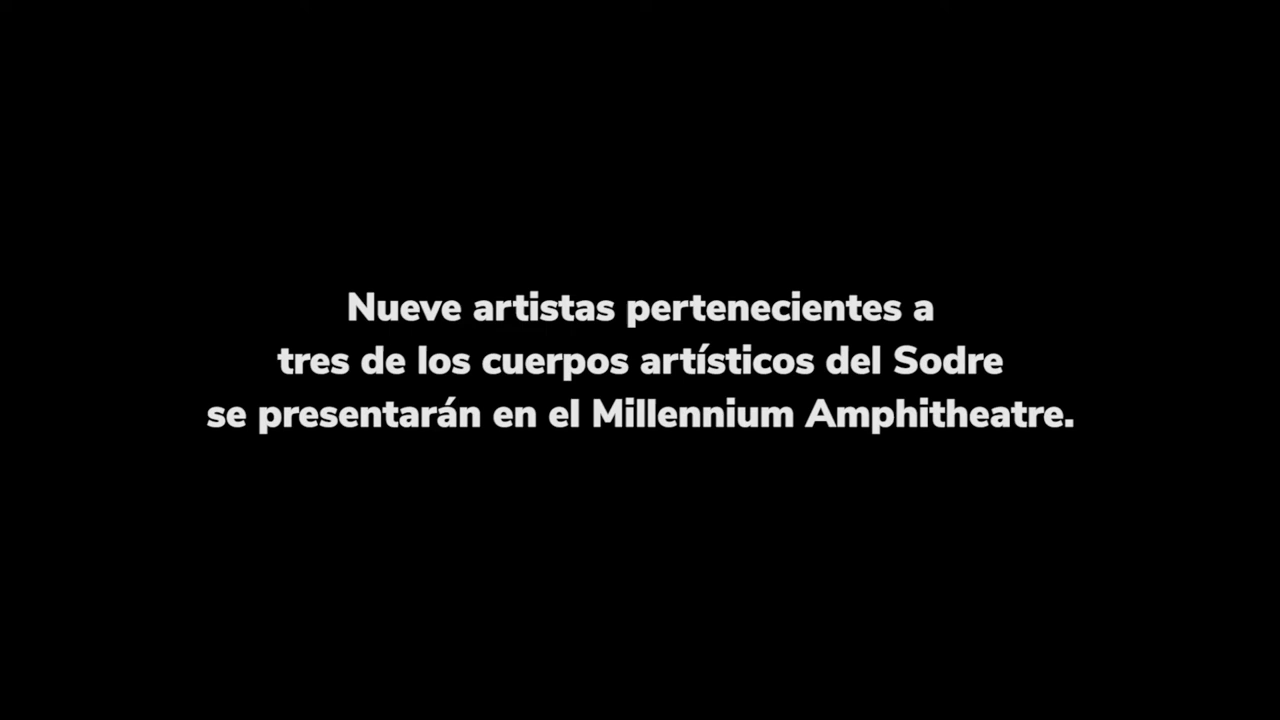 Nueve artistas pertenecientes a
tres de los cuerpos artísticos del Sodre
se presentarán en el Millennium Amphitheatre.